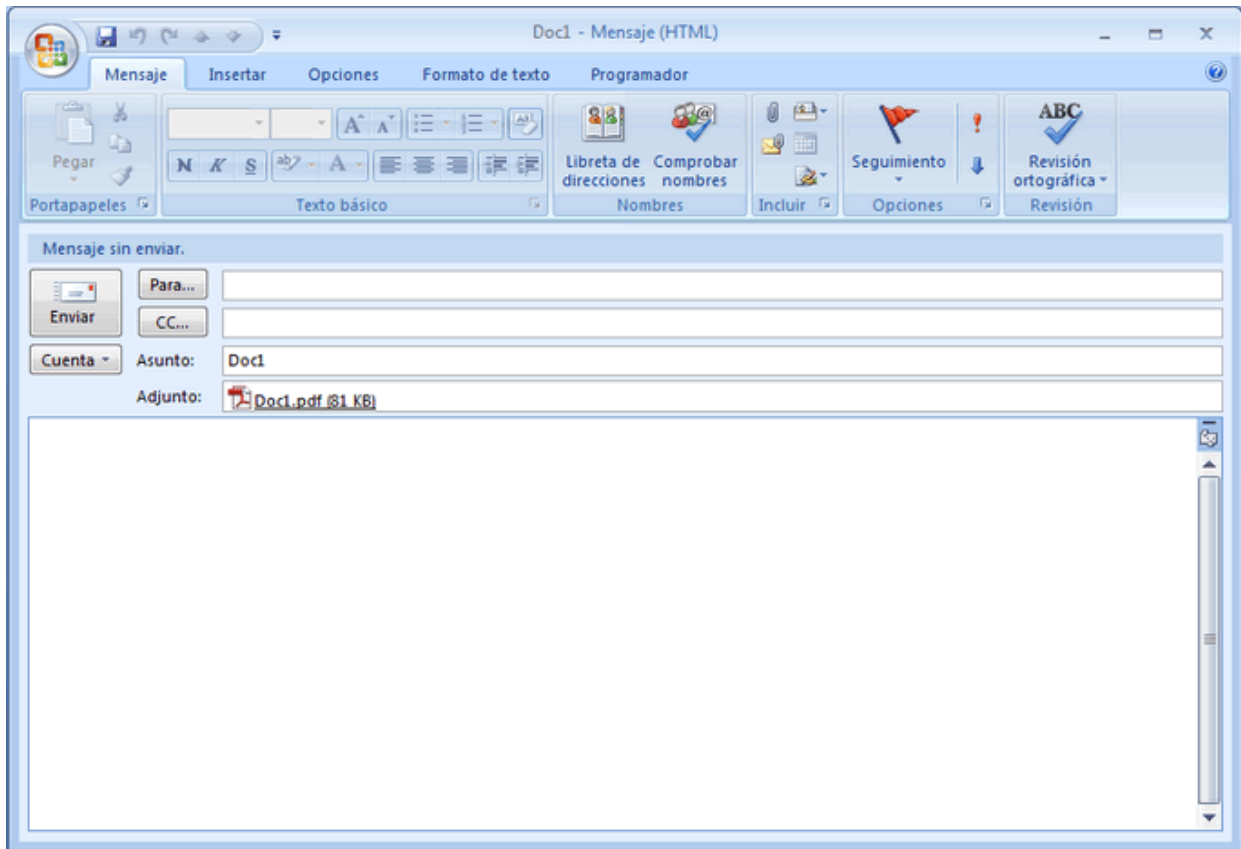 Doc1 - Mensaje (HTML)
Mensaje Insertar Opciones Formato de texto Programador
Pegar
N K S ab A
A A
Libreta de direcciones
Comprobar nombres
Seguimiento
ABC
Revisión ortográfica
Portapapeles Texto básico Nombres Incluir Opciones Revisión
Mensaje sin enviar.
Enviar
Para...
CC...
Cuenta Asunto: Doc1
Adjunto: Doc1.pdf (81 KB)